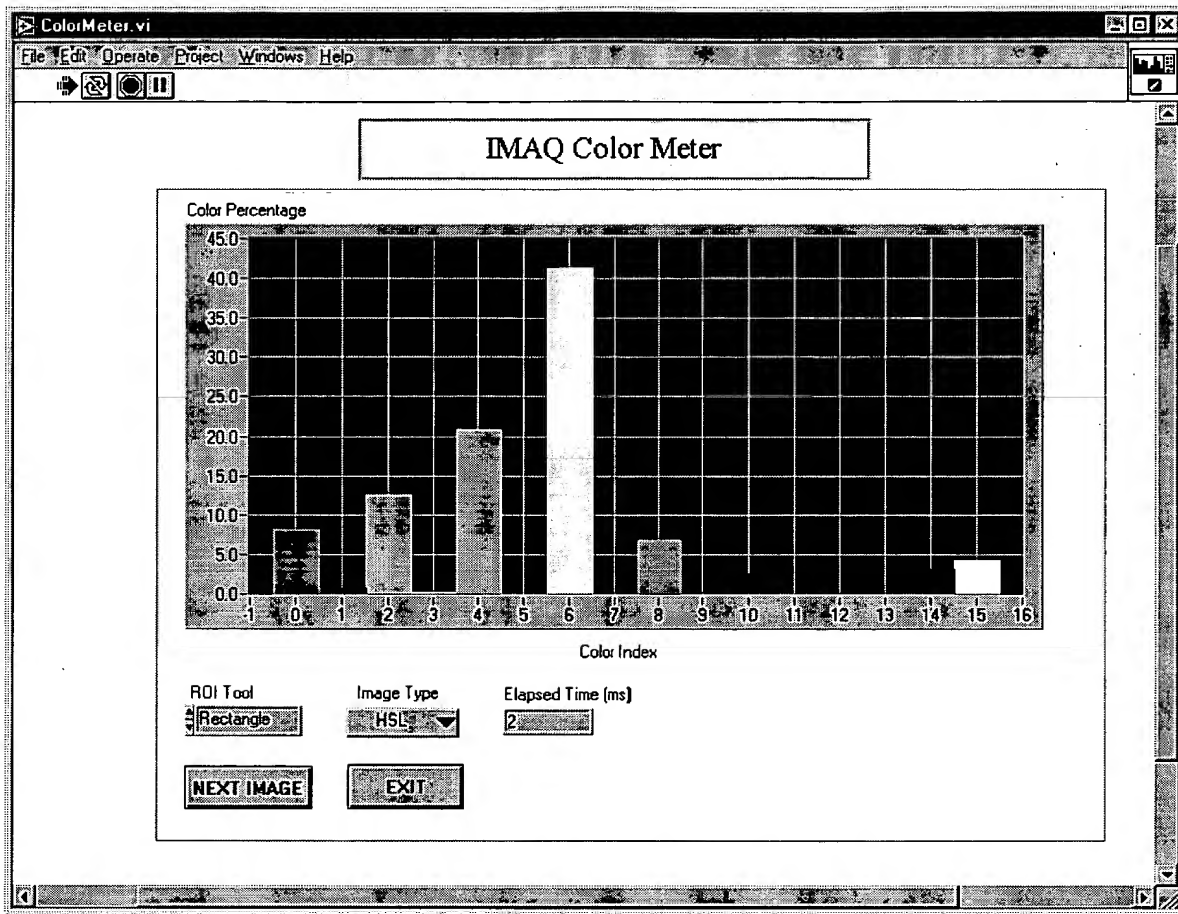 ColorMeter.vi
File Edit Operate Project Windows Help
IMAQ Color Meter
Color Percentage
45.0
40.0
35.0
30.0
25.0
20.0
15.0
10.0
5.0
0.0
-1 0 1 2 3 4 5 6 7 8 9 10 11 12 13 14 15 16
Color Index
ROI Tool Image Type Elapsed Time (ms)
Rectangle HSL 2
NEXT IMAGE EXIT